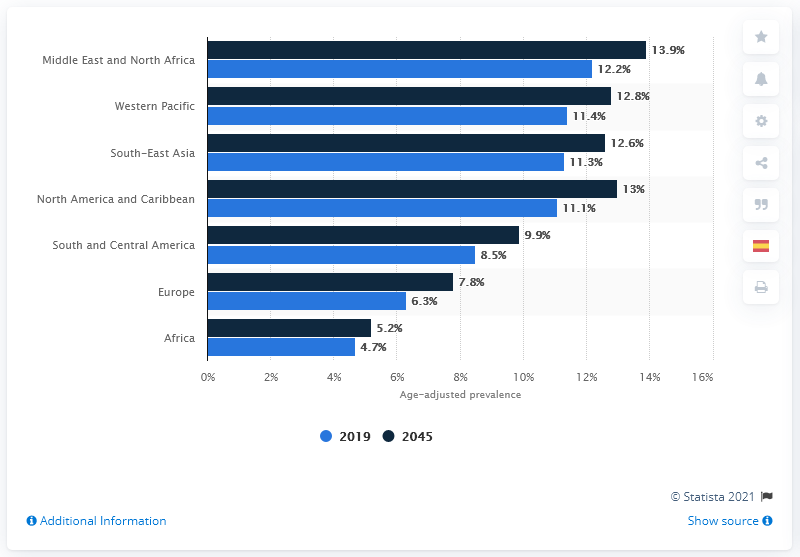 Middle East and North Africa
13.9%
12.2%
Western Pacific
12.8%
11.4%
South-East Asia
12.6%
11.3%
North America and Caribbean
13%
11.1%
South and Central America
9.9%
8.5%
Europe
7.8%
6.3%
Africa
5.2%
4.7%
0% 2% 4% 6% 8% 10% 12% 14% 16%
Age-adjusted prevalence
2019 2045
© Statista 2021
Additional Information Show source